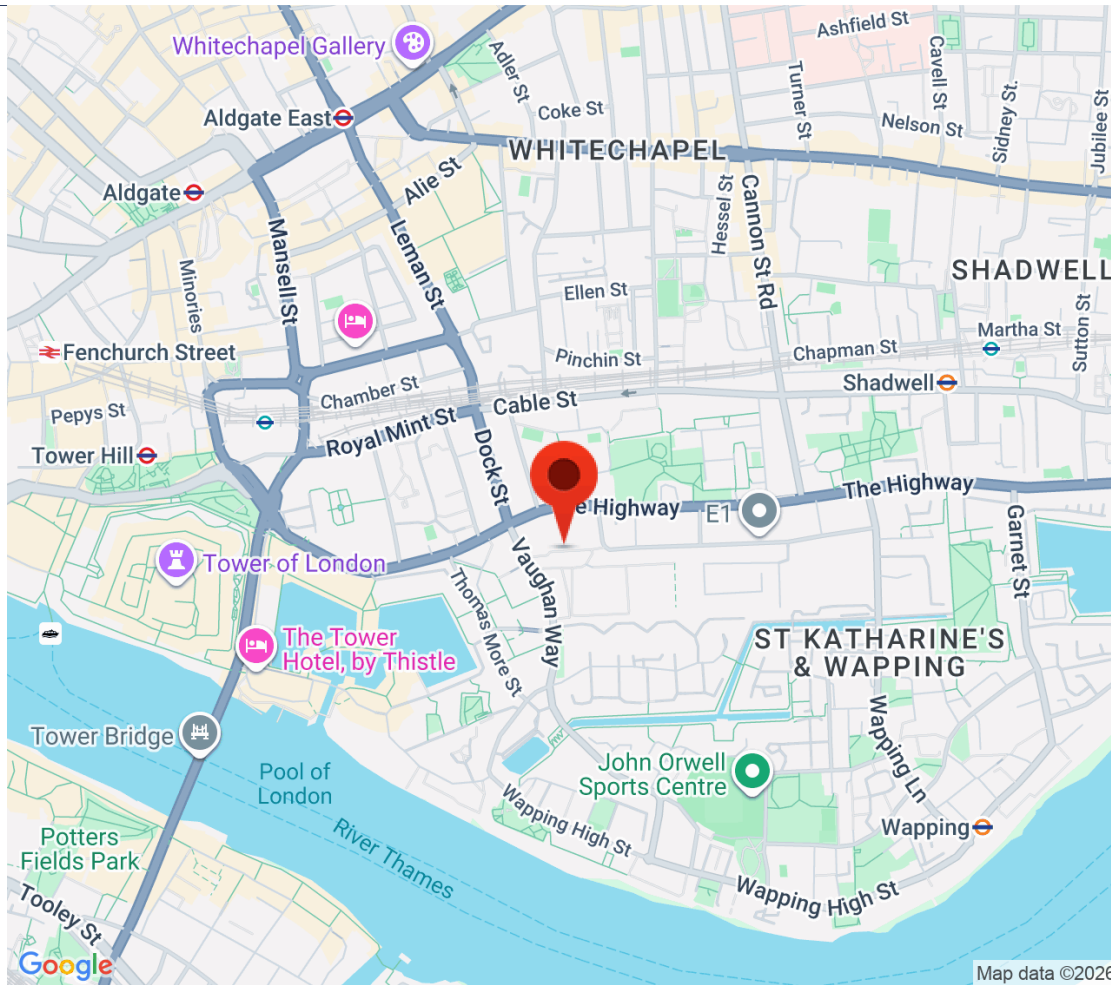 Whitechapel Gallery
Adler St
Ashfield St
Cavell St
Turner St
Sidney St.
Jubilee St
Aldgate East
Coke St
Nelson St
WHITECHAPEL
Aldgate
Alie St
Hessel St
Cannon St Rd
Mansell St
Leman St
Minories
SHADWELL
Ellen St
Martha St
Sutton St
Fenchurch Street
Pinchin St
Chapman St
Chamber St
Shadwell
Pepys St
Cable St
Royal Mint St
Tower Hill
Dock St
The Highway
e Highway
E1
Garnet St
Tower of London
Vaughan Way
Thomas More St
The Tower
Hotel, by Thistle
ST KATHARINE'S
& WAPPING
Tower Bridge
Wapping Ln
Pool of
London
John Orwell
Sports Centre
Wapping High St
River Thames
Wapping
Potters
Fields Park
Wapping High St
Tooley St
Google
Map data ©2026